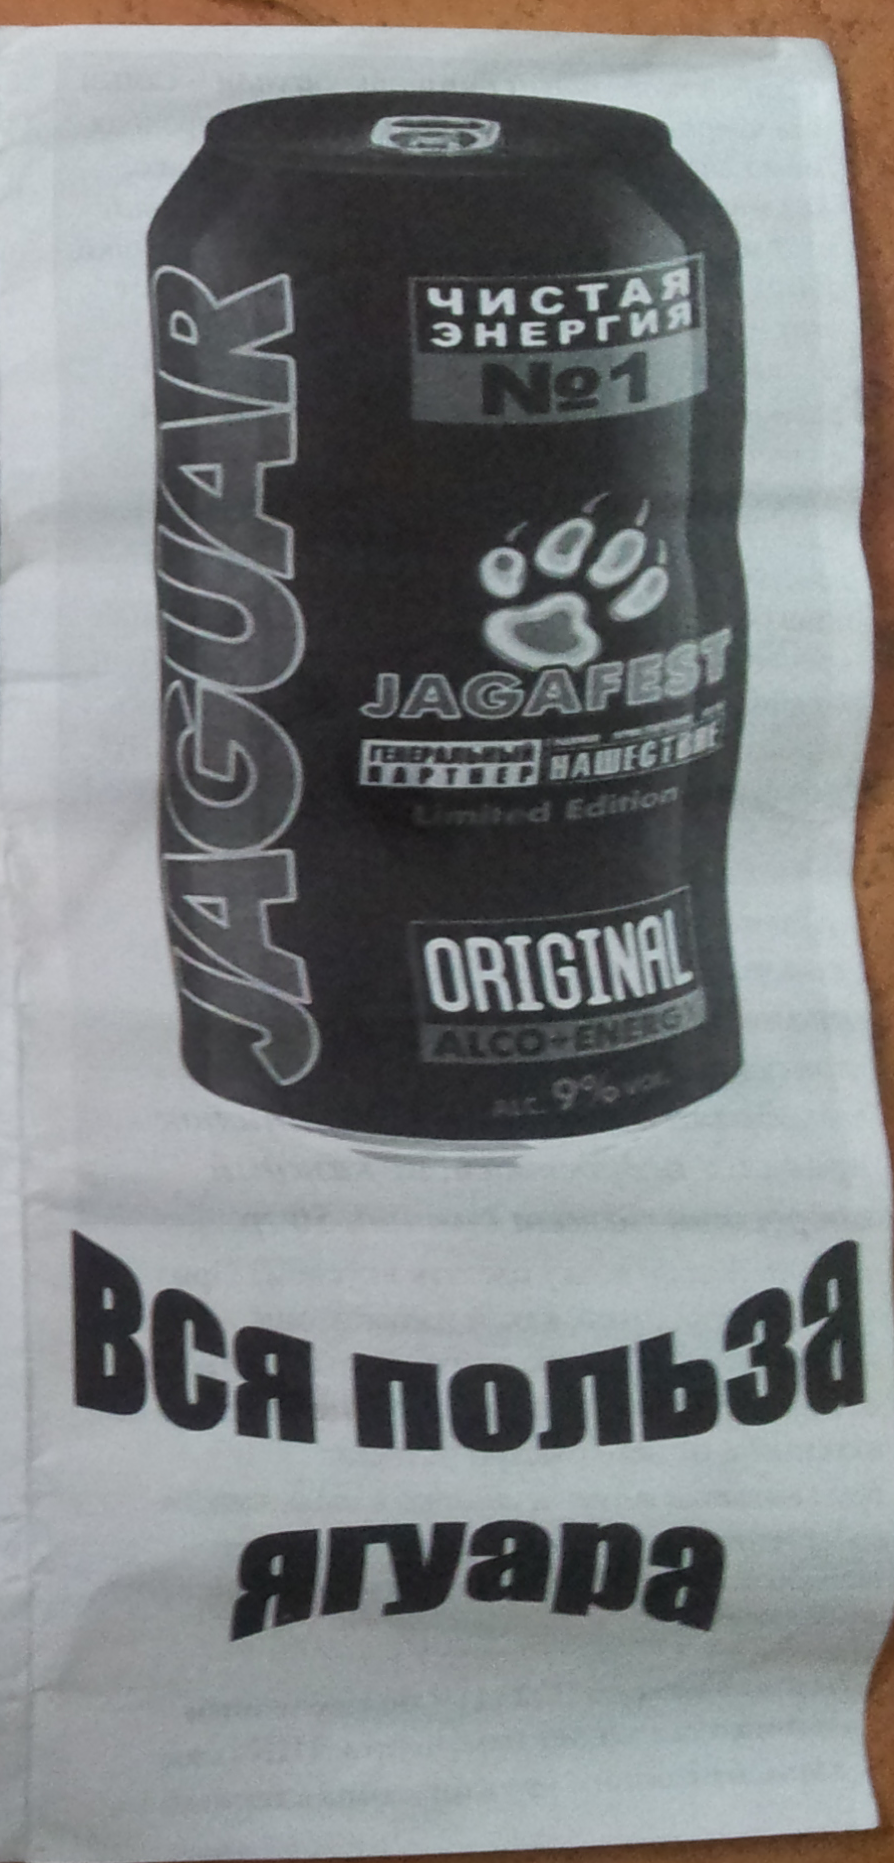 JAGUAR
ЧИСТАЯ
ЭНЕРГИЯ
№1
JAGAFEST
ГЕНЕРАЛЬНЫЙ
ПАРТНЕР
НАШЕСТВИЕ
Limited Edition
ORIGINAL
ALCO+ENERGY
ALC. 9% VOL.
Вся польза
ягуара